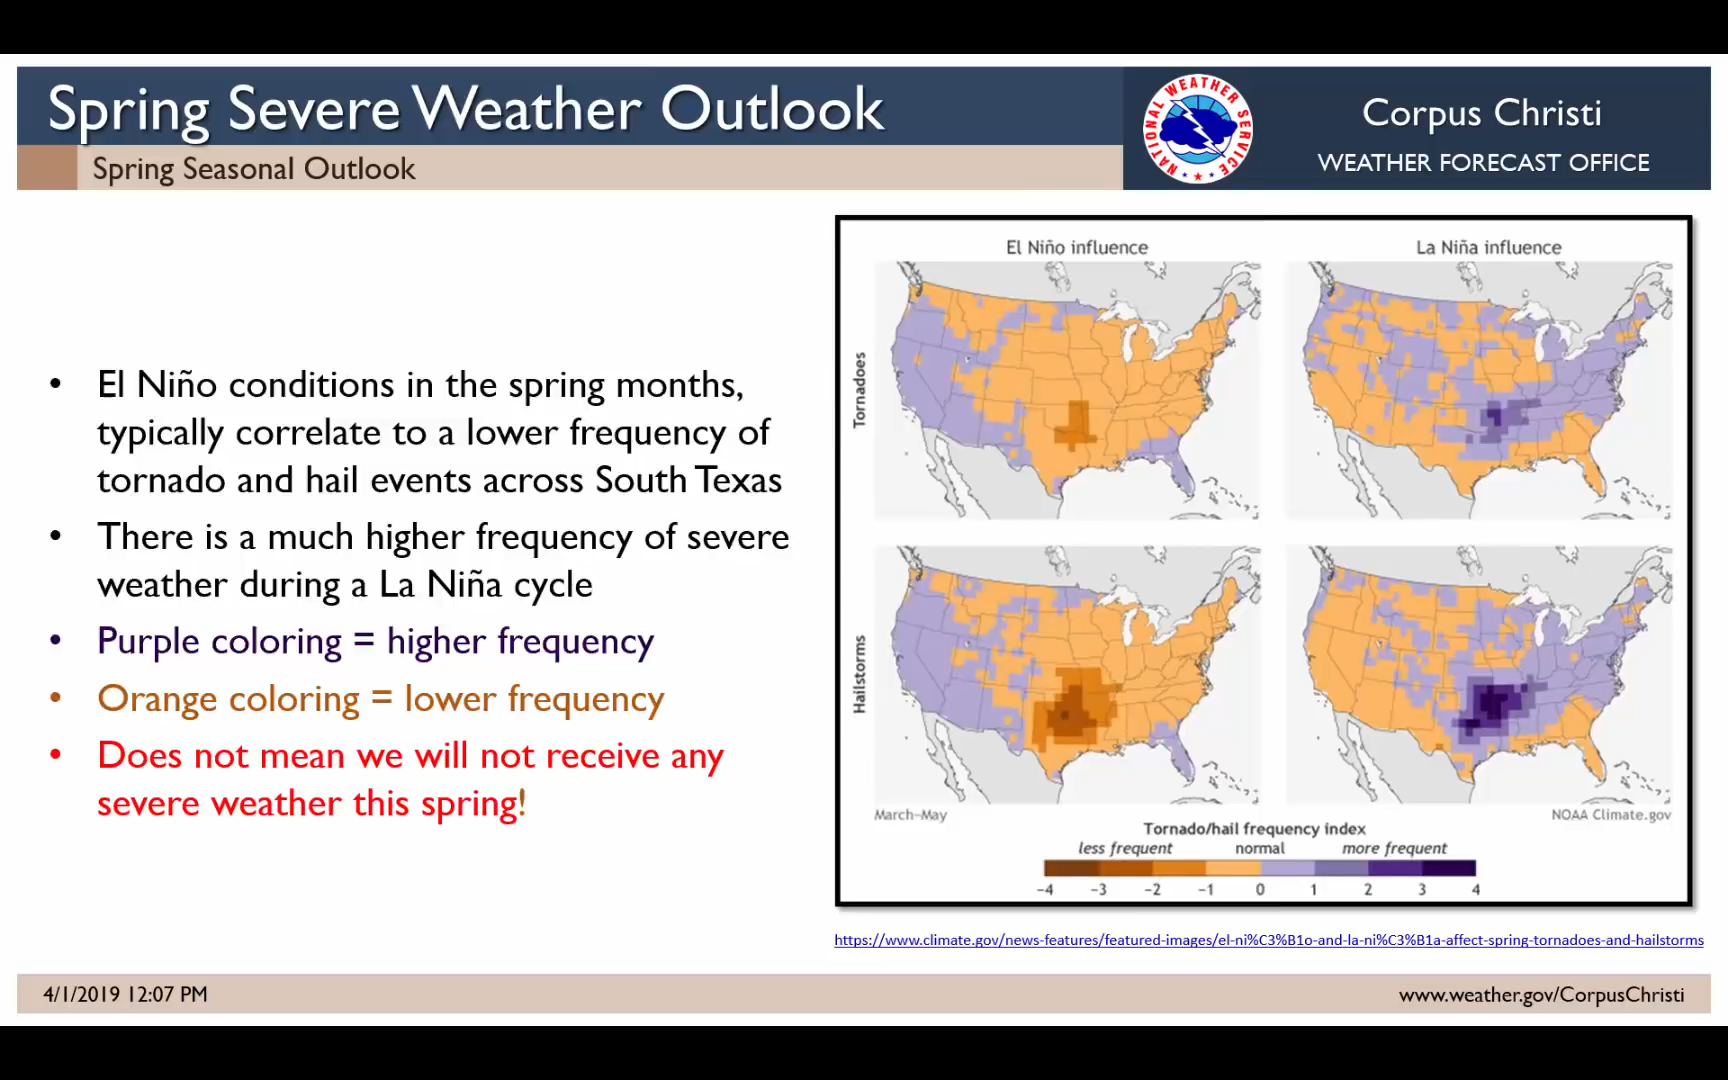 Spring Severe Weather Outlook
Spring Seasonal Outlook
NATIONAL WEATHER SERVICE
Corpus Christi
WEATHER FORECAST OFFICE
• El Niño conditions in the spring months,
typically correlate to a lower frequency of
tornado and hail events across South Texas
• There is a much higher frequency of severe
weather during a La Niña cycle
• Purple coloring = higher frequency
• Orange coloring = lower frequency
• Does not mean we will not receive any
severe weather this spring!
El Niño influence
La Niña influence
Tornadoes
Hailstorms
March–May
NOAA Climate.gov
Tornado/hail frequency index
less frequent normal more frequent
−4 −3 −2 −1 0 1 2 3 4
https://www.climate.gov/news-features/featured-images/el-ni%C3%B1o-and-la-ni%C3%B1a-affect-spring-tornadoes-and-hailstorms
4/1/2019 12:07 PM
www.weather.gov/CorpusChristi